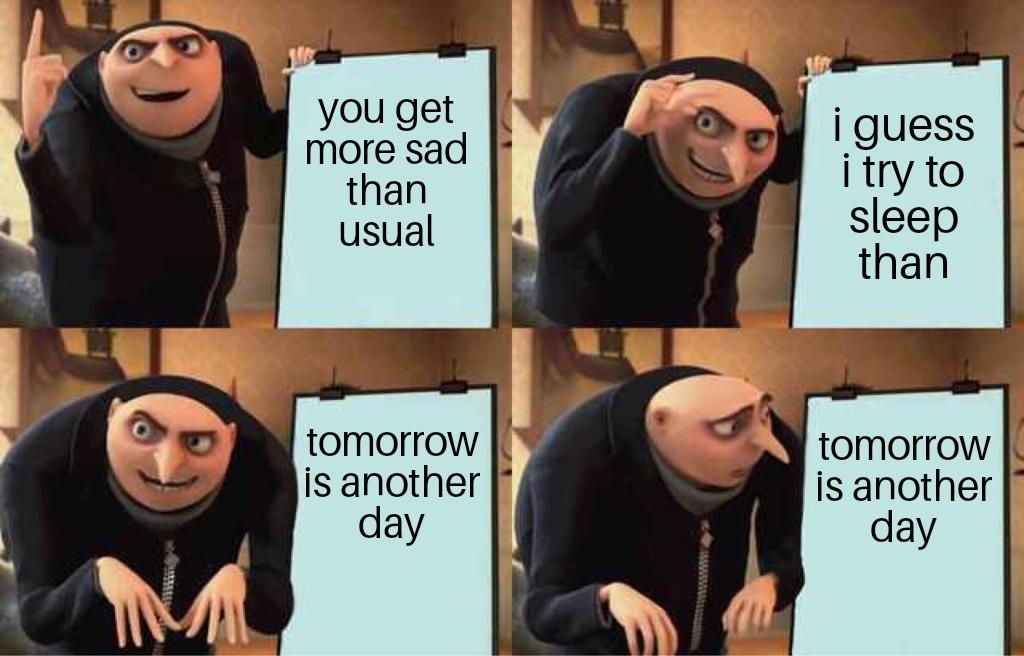 you get
more sad
than
usual
i guess
i try to
sleep
than
tomorrow
is another
day
tomorrow
is another
day